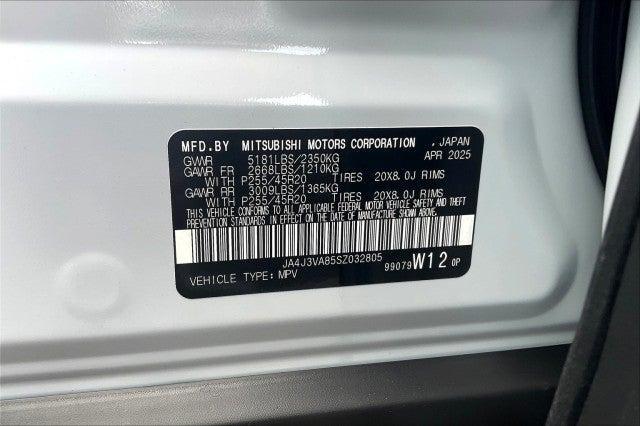 MFD.BY MITSUBISHI MOTORS CORPORATION , JAPAN
GVWR 5181LBS/2350KG APR 2025
GAWR FR 2668LBS/1210KG
WITH P255/45R20 TIRES 20X8.0J RIMS
GAWR RR 3009LBS/1365KG
WITH P255/45R20 TIRES 20X8.0J RIMS
THIS VEHICLE CONFORMS TO ALL APPLICABLE FEDERAL MOTOR VEHICLE SAFETY AND THEFT
PREVENTION STANDARDS IN EFFECT ON THE DATE OF MANUFACTURE SHOWN ABOVE.
JA4J3VA85SZ032805
99079 W12 0P
VEHICLE TYPE: MPV